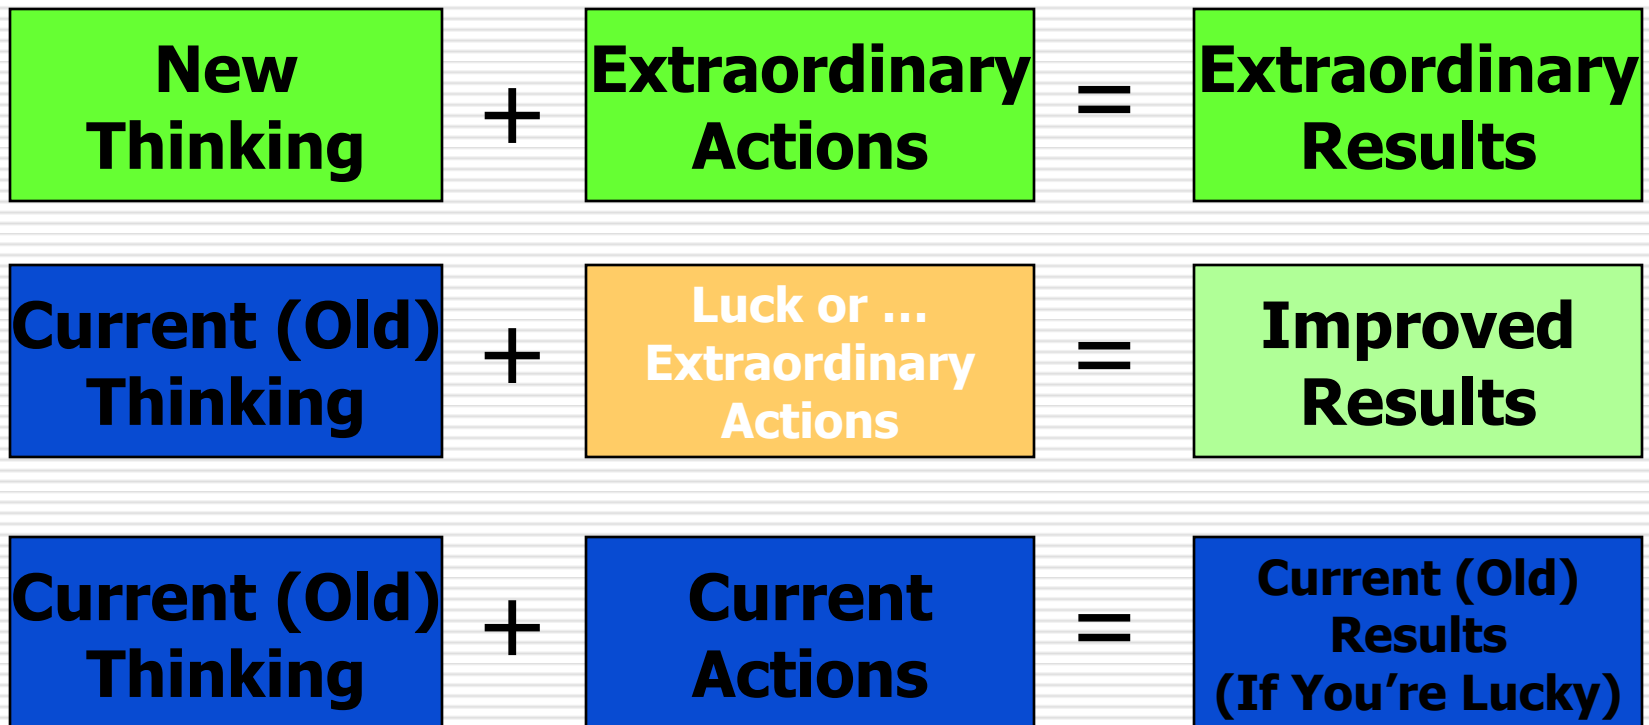 New
Thinking
+
Extraordinary
Actions
=
Extraordinary
Results
Current (Old)
Thinking
+
Luck or ...
Extraordinary
Actions
=
Improved
Results
Current (Old)
Thinking
+
Current
Actions
=
Current (Old)
Results
(If You’re Lucky)